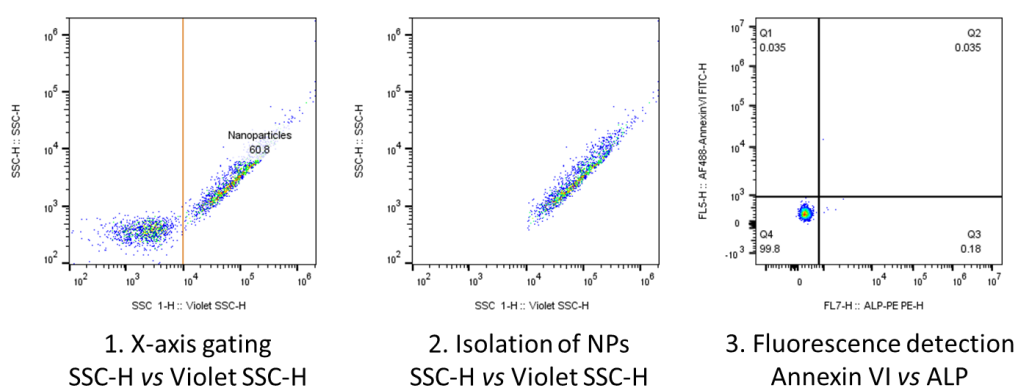 10^6
10^5
10^4
10^3
10^2
SSC-H :: SSC-H
Nanoparticles
60.8
10^2 10^3 10^4 10^5 10^6
SSC_1-H :: Violet SSC-H
1. X-axis gating
SSC-H vs Violet SSC-H
10^6
10^5
10^4
10^3
10^2
SSC-H :: SSC-H
10^2 10^3 10^4 10^5 10^6
SSC_1-H :: Violet SSC-H
2. Isolation of NPs
SSC-H vs Violet SSC-H
10^7
10^6
10^5
10^4
10^3
0
-10^3
FL5-H :: AF488-AnnexinVI FITC-H
Q1
0.035
Q2
0.035
Q4
99.8
Q3
0.18
0 10^4 10^5 10^6 10^7
FL7-H :: ALP-PE PE-H
3. Fluorescence detection
Annexin VI vs ALP